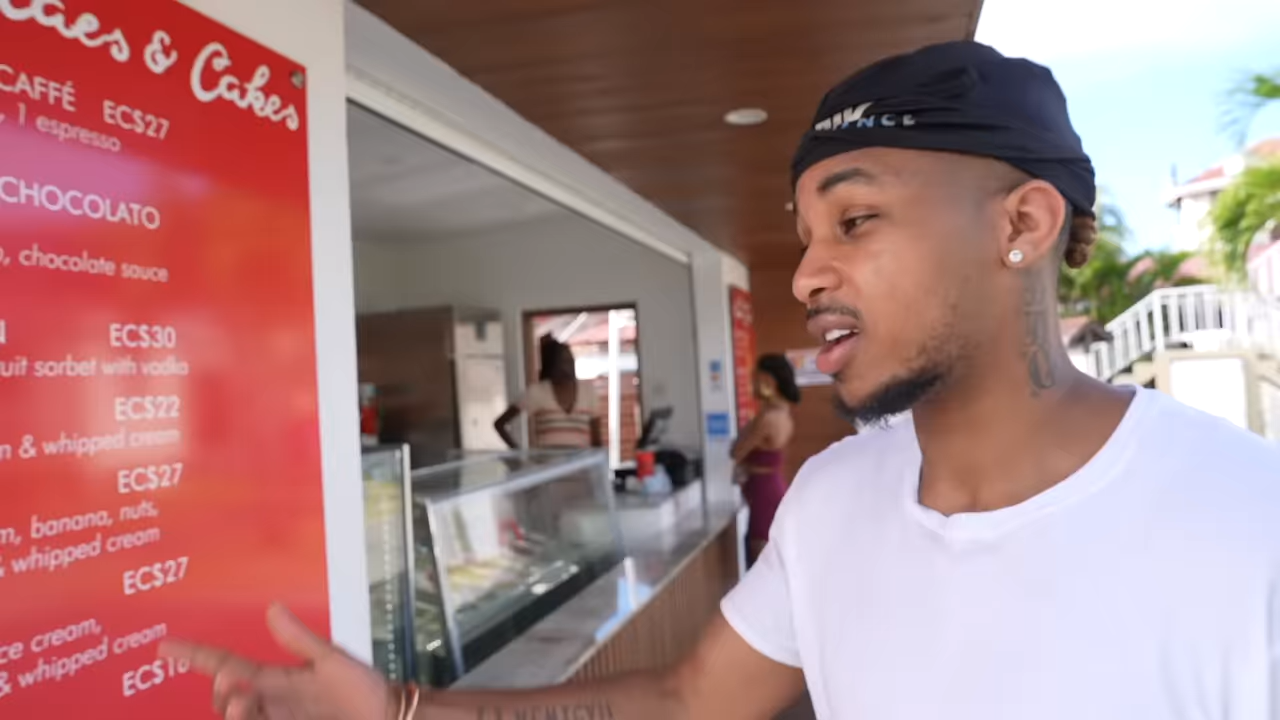 & Cakes
CAFFÉ EC$27
, 1 espresso
CHOCOLATO
, chocolate sauce
EC$30
uit sorbet with vodka
EC$22
n & whipped cream
EC$27
m, banana, nuts,
& whipped cream
EC$27
ce cream,
& whipped cream